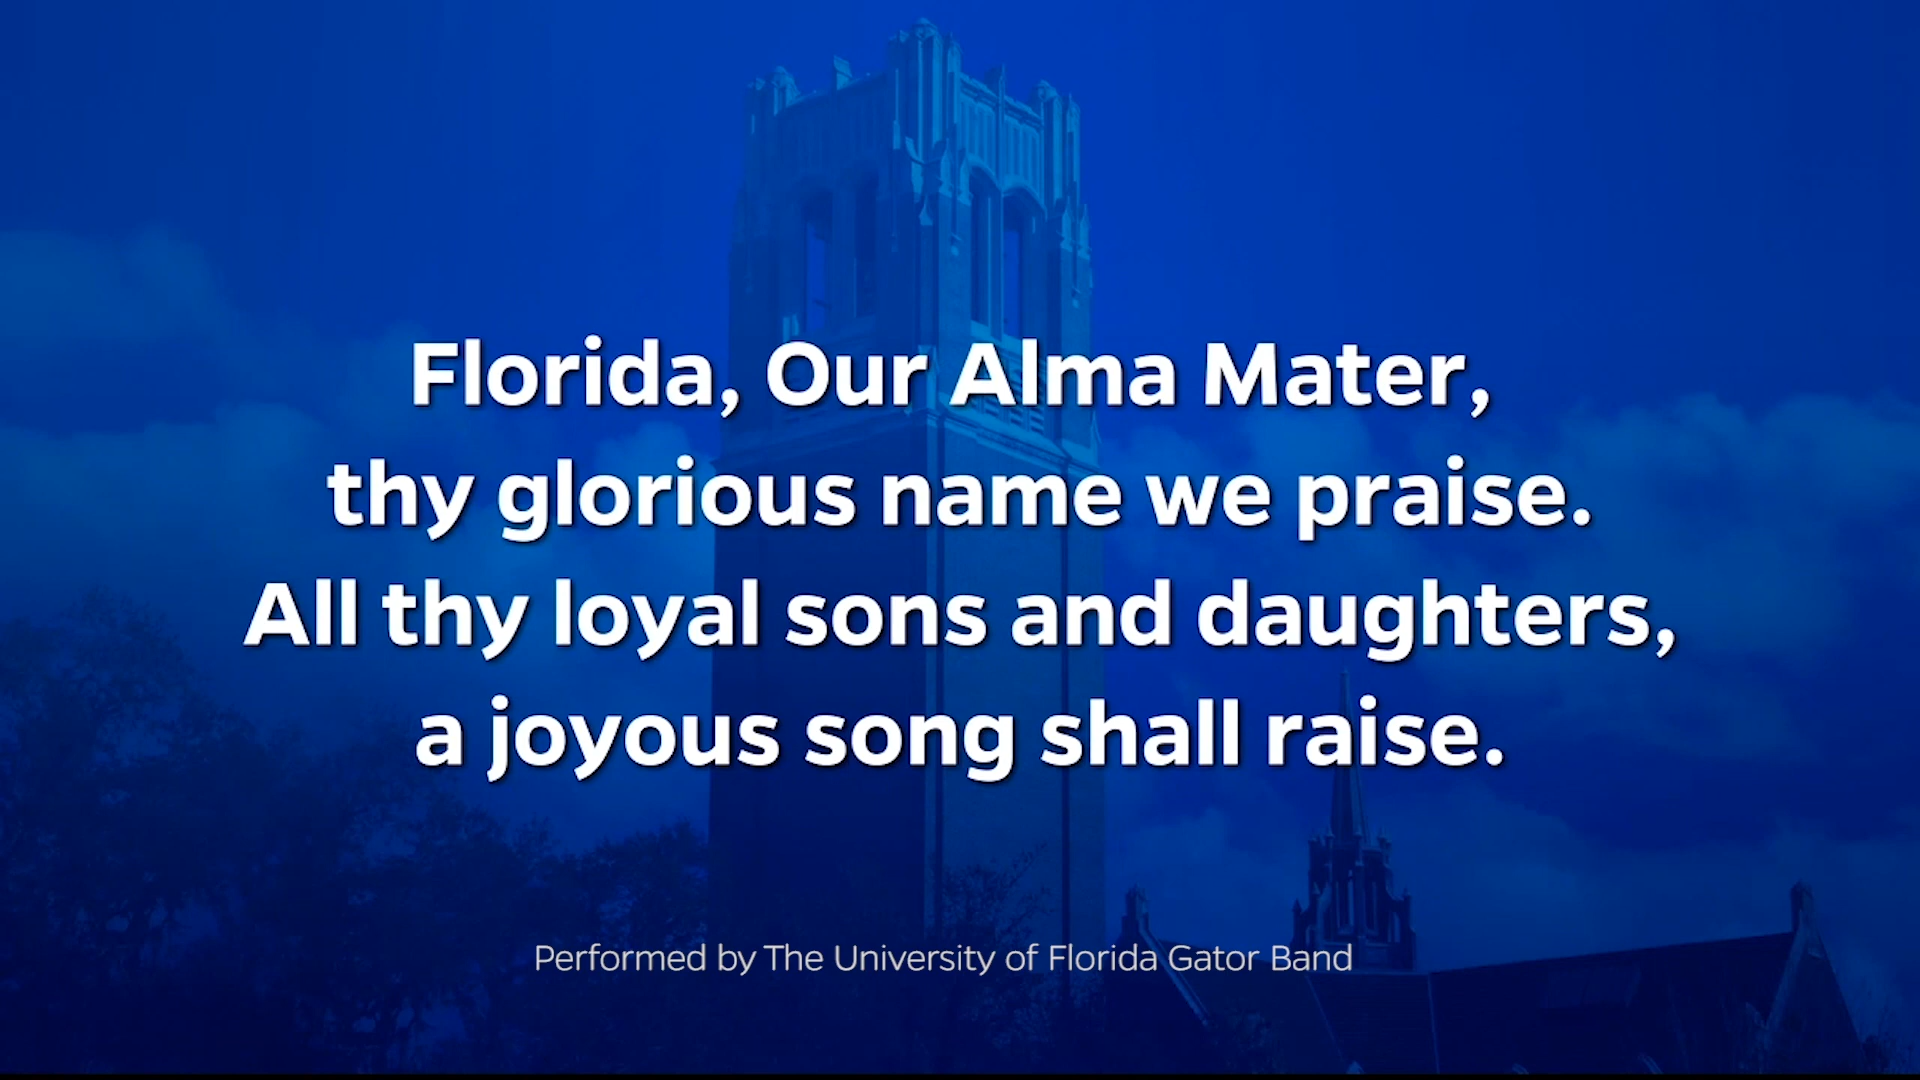 Florida, Our Alma Mater,
thy glorious name we praise.
All thy loyal sons and daughters,
a joyous song shall raise.
Performed by The University of Florida Gator Band